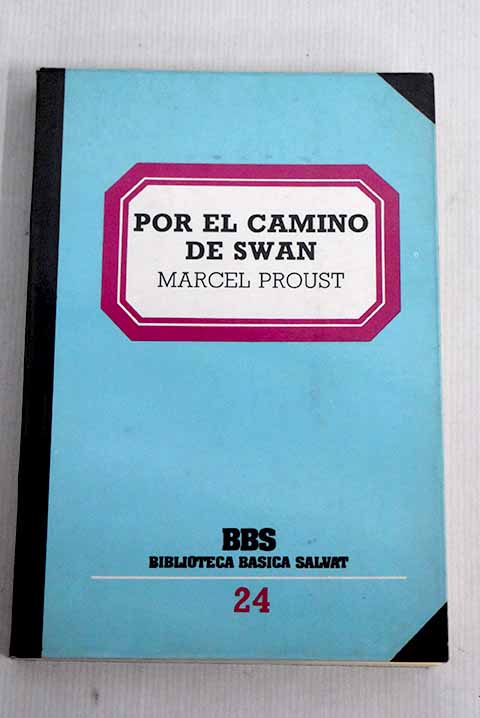 POR EL CAMINO
DE SWAN
MARCEL PROUST
BBS
BIBLIOTECA BASICA SALVAT
24